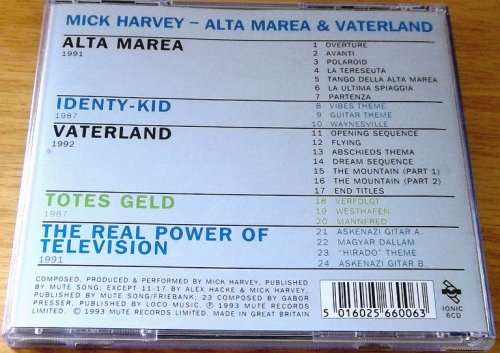 MICK HARVEY – ALTA MAREA & VATERLAND
ALTA MAREA
1991
1 OVERTURE
2 AVANTI
3 POLAROID
4 LA TERESEUTA
5 TANGO DELLA ALTA MAREA
6 LA ULTIMA SPIAGGIA
7 PARTENZA
IDENTY-KID
1987
8 VIBES THEME
9 GUITAR THEME
10 WAYNESVILLE
VATERLAND
1992
11 OPENING SEQUENCE
12 FLYING
13 ABSCHIEDS THEMA
14 DREAM SEQUENCE
15 THE MOUNTAIN (PART 1)
16 THE MOUNTAIN (PART 2)
17 END TITLES
TOTES GELD
1987
18 VERFOLGT
19 WESTHAFEN
20 MANNFRED
THE REAL POWER OF
TELEVISION
1991
21 ASKENAZI GITAR A.
22 MAGYAR DALLAM
23 "HIRADO" THEME
24 ASKENAZI GITAR B.
COMPOSED, PRODUCED & PERFORMED BY MICK HARVEY, PUBLISHED
BY MUTE SONG; EXCEPT 11-17 BY ALEX HACKE & MICK HARVEY,
PUBLISHED BY MUTE SONG/FRIEBANK; 23 COMPOSED BY GABOR
PRESSER, PUBLISHED BY LOCO MUSIC. Ⓟ 1993 MUTE RECORDS
LIMITED. © 1993 MUTE RECORDS LIMITED. MADE IN GREAT BRITAIN
5 016025 660063
IONIC
6CD